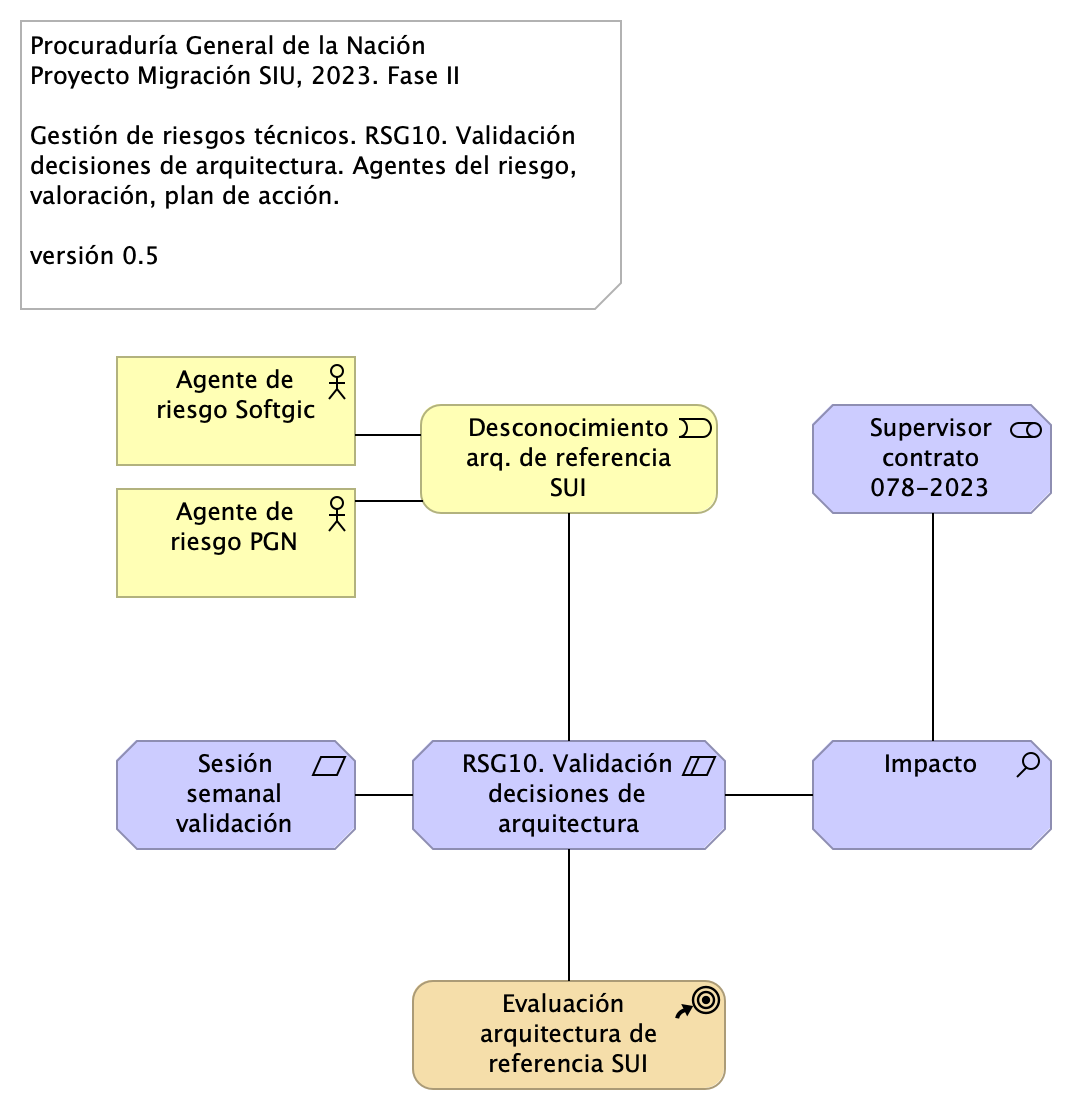 Procuraduría General de la Nación
Proyecto Migración SIU, 2023. Fase II
Gestión de riesgos técnicos. RSG10. Validación
decisiones de arquitectura. Agentes del riesgo,
valoración, plan de acción.
versión 0.5
Agente de
riesgo Softgic
Desconocimiento
arq. de referencia
SUI
Supervisor
contrato
078-2023
Agente de
riesgo PGN
Sesión
semanal
validación
RSG10. Validación
decisiones de
arquitectura
Impacto
Evaluación
arquitectura de
referencia SUI